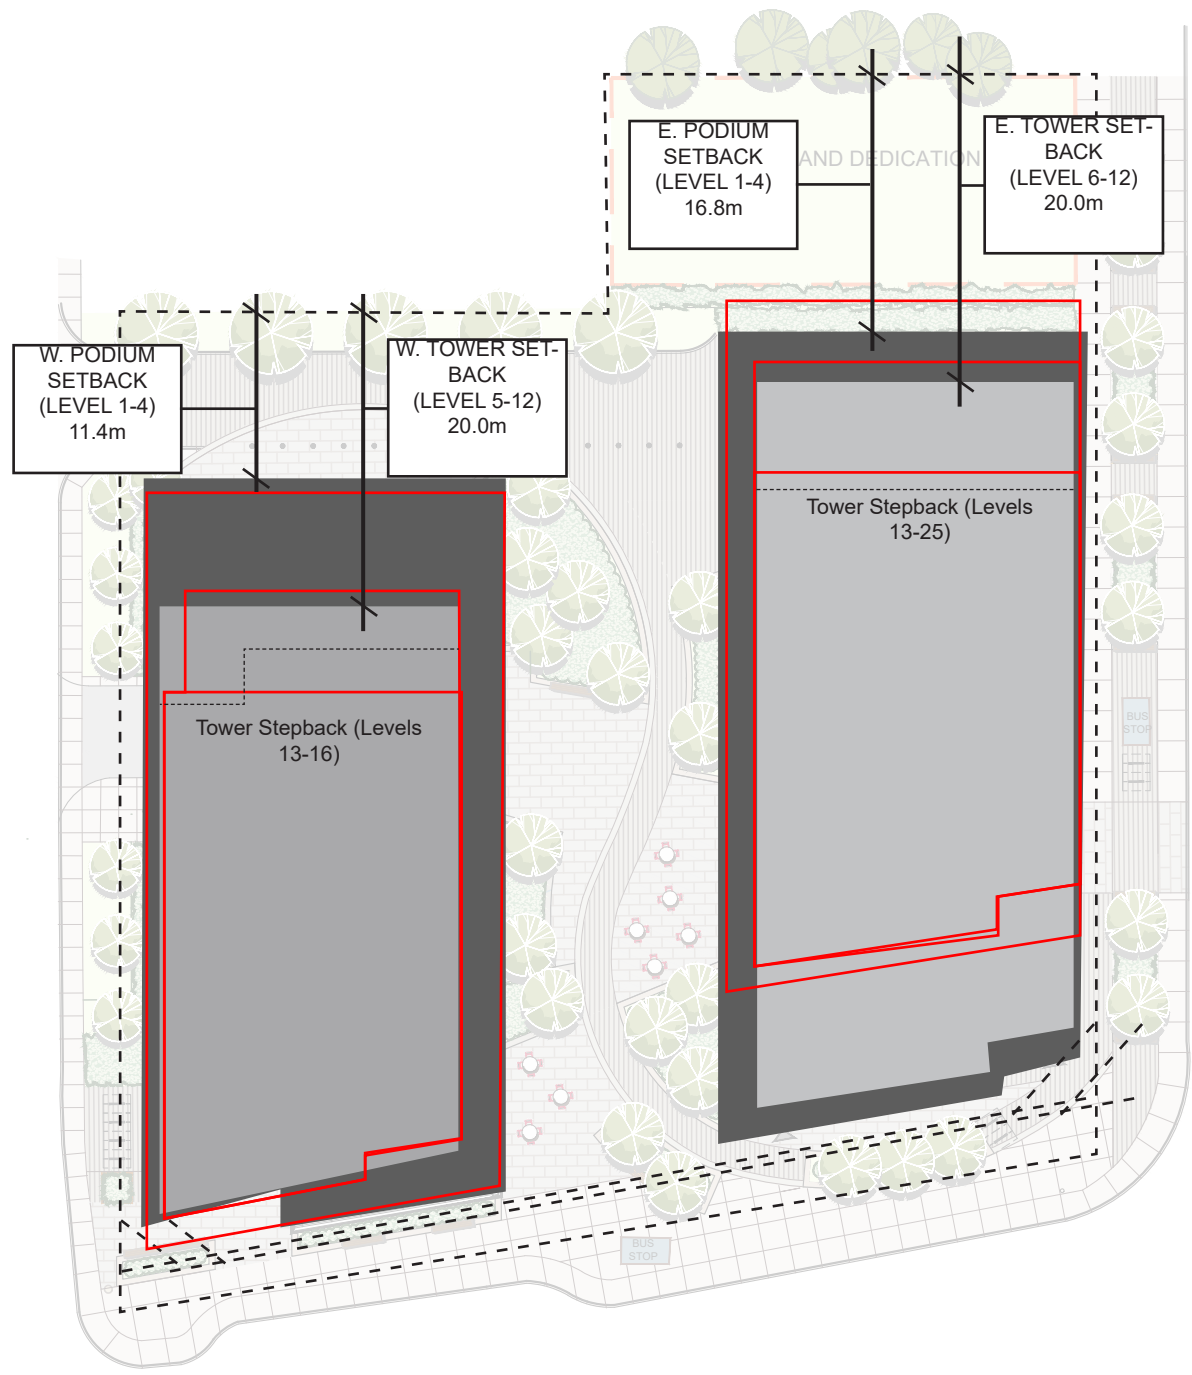 E. PODIUM
SETBACK
(LEVEL 1-4)
16.8m
AND DEDICATION
E. TOWER SET-
BACK
(LEVEL 6-12)
20.0m
W. PODIUM
SETBACK
(LEVEL 1-4)
11.4m
W. TOWER SET-
BACK
(LEVEL 5-12)
20.0m
Tower Stepback (Levels
13-25)
Tower Stepback (Levels
13-16)
BUS
STOP
BUS
STOP